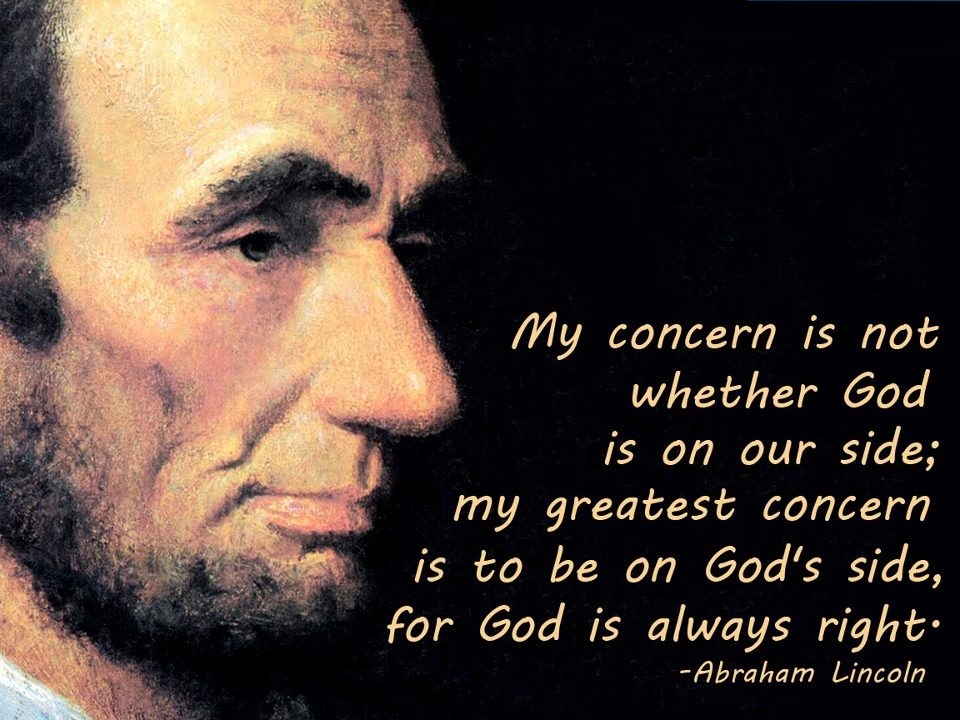 My concern is not
whether God
is on our side;
my greatest concern
is to be on God's side,
for God is always right.
-Abraham Lincoln